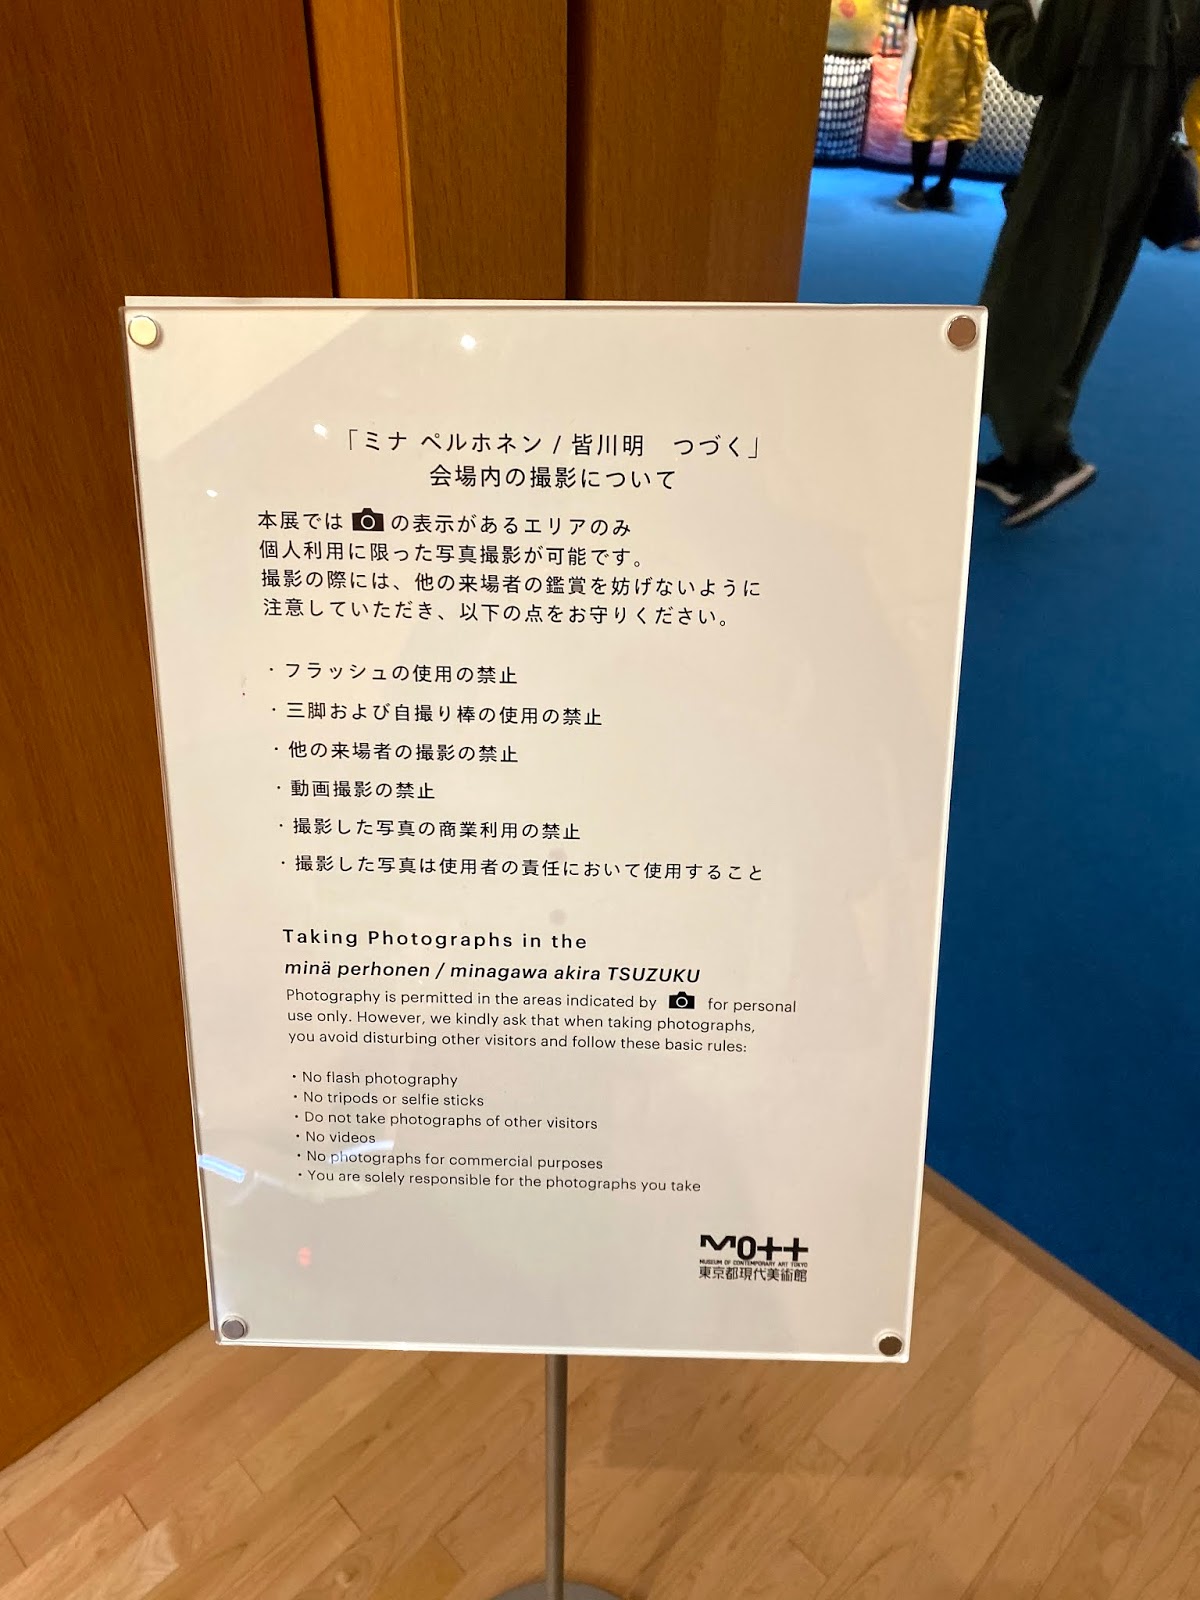 「ミナ ペルホネン / 皆川明　つづく」
会場内の撮影について
本展では の表示があるエリアのみ
個人利用に限った写真撮影が可能です。
撮影の際には、他の来場者の鑑賞を妨げないように
注意していただき、以下の点をお守りください。
・フラッシュの使用の禁止
・三脚および自撮り棒の使用の禁止
・他の来場者の撮影の禁止
・動画撮影の禁止
・撮影した写真の商業利用の禁止
・撮影した写真は使用者の責任において使用すること
Taking Photographs in the
minä perhonen / minagawa akira TSUZUKU
Photography is permitted in the areas indicated by for personal
use only. However, we kindly ask that when taking photographs,
you avoid disturbing other visitors and follow these basic rules:
・No flash photography
・No tripods or selfie sticks
・Do not take photographs of other visitors
・No videos
・No photographs for commercial purposes
・You are solely responsible for the photographs you take
MO++
MUSEUM OF CONTEMPORARY ART TOKYO
東京都現代美術館